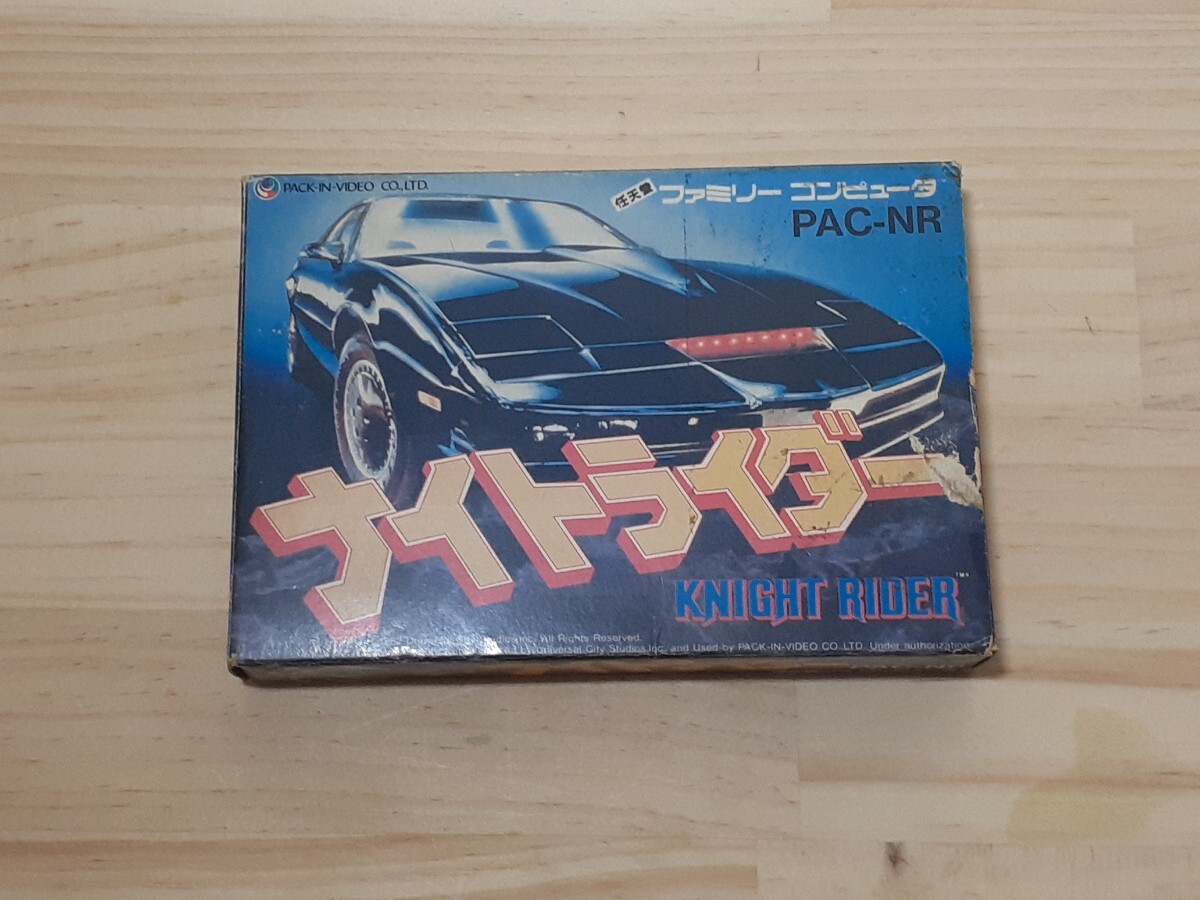 PACK-IN-VIDEO CO.,LTD.
任天堂 ファミリー コンピュータ
PAC-NR
ナイトライダー
KNIGHT RIDER
TM
Inc. All Rights Reserved.
Universal City Studios, Inc. and Used by PACK-IN-VIDEO CO. LTD. Under authorization.